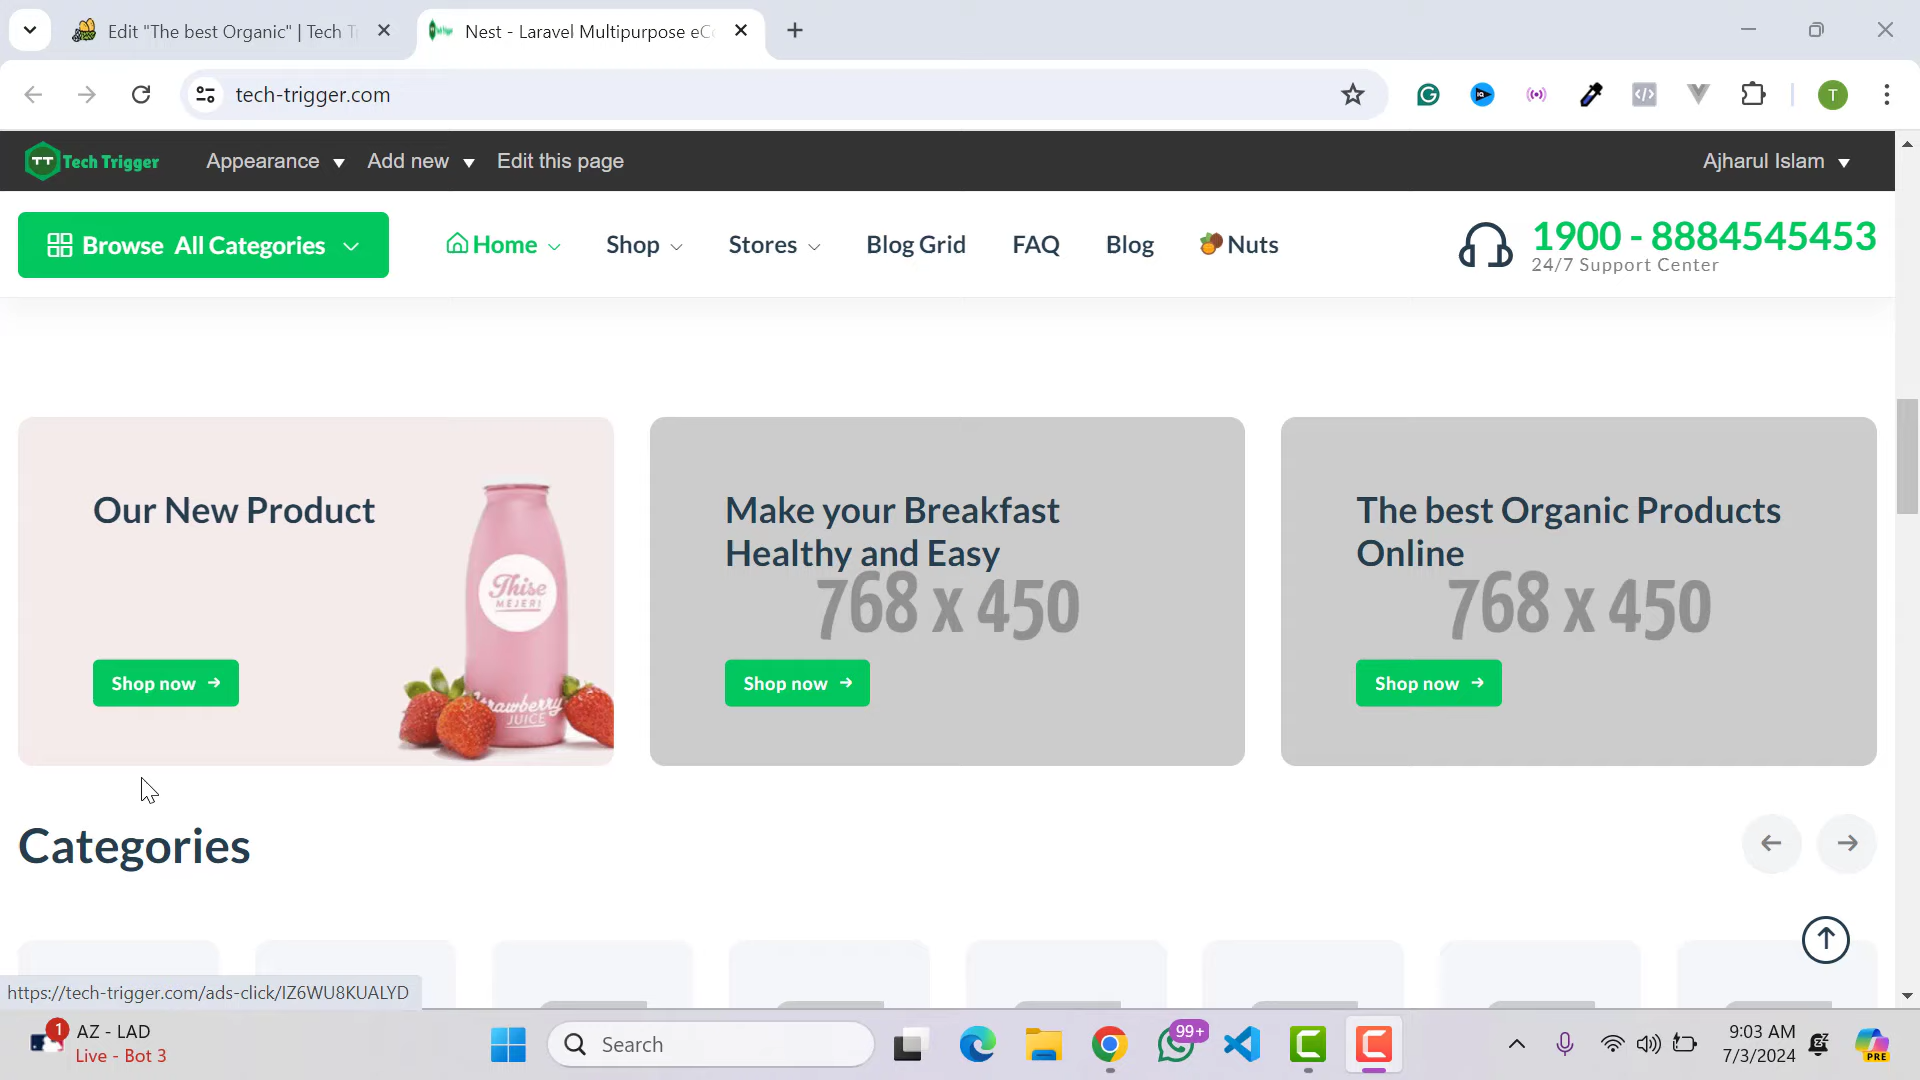 Edit "The best Organic" | Tech T
Nest - Laravel Multipurpose eCo
tech-trigger.com
T
TT Tech Trigger
Appearance
Add new
Edit this page
Ajharul Islam
Browse All Categories
Home
Shop
Stores
Blog Grid
FAQ
Blog
Nuts
1900 - 8884545453
24/7 Support Center
Our New Product
Thise
MEJERI
Strawberry
JUICE
Shop now
Make your Breakfast
Healthy and Easy
768 x 450
Shop now
The best Organic Products
Online
768 x 450
Shop now
Categories
https://tech-trigger.com/ads-click/IZ6WU8KUALYD
1
AZ - LAD
Live - Bot 3
Search
99+
9:03 AM
7/3/2024
PRE